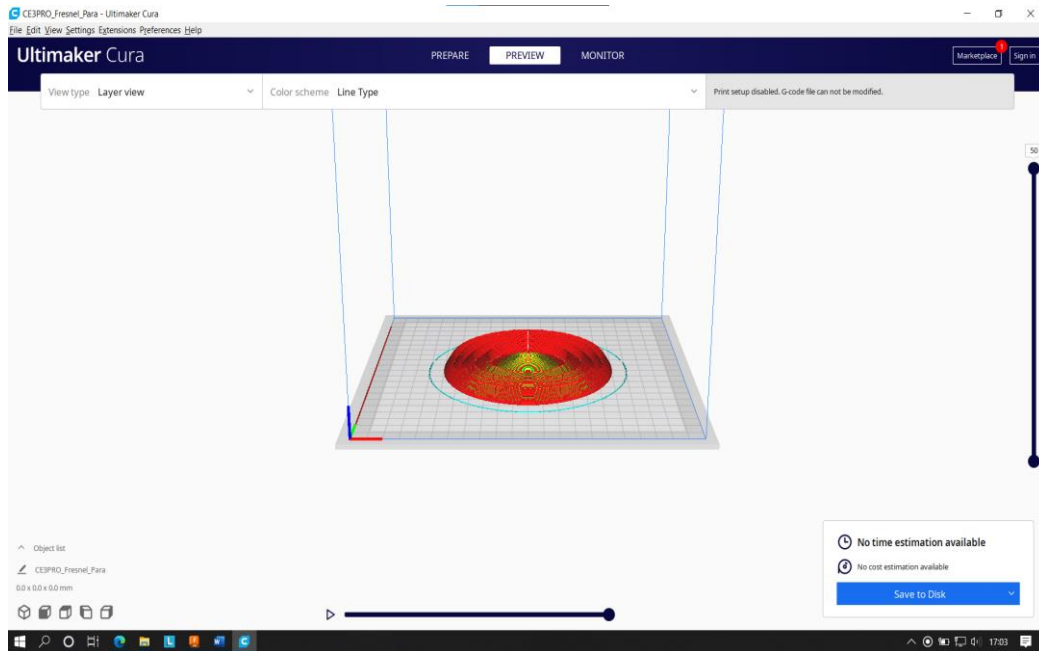 CE3PRO_Fresnel_Para - Ultimaker Cura
File Edit View Settings Extensions Preferences Help
Ultimaker Cura
PREPARE PREVIEW MONITOR
Marketplace 1 Sign in
View type Layer view
Color scheme Line Type
Print setup disabled. G-code file can not be modified.
50
No time estimation available
No cost estimation available
Save to Disk
Object list
CE3PRO_Fresnel_Para
0.0 x 0.0 x 0.0 mm
17:03